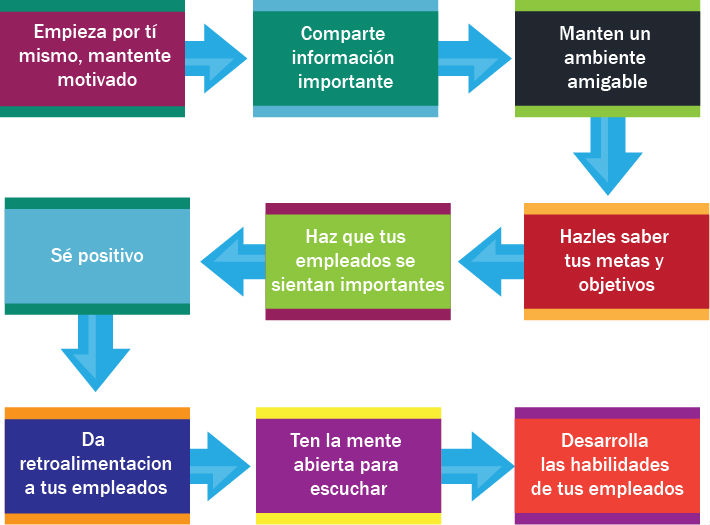 Empieza por tí
mismo, mantente
motivado
Comparte
información
importante
Manten un
ambiente
amigable
Hazles saber
tus metas y
objetivos
Haz que tus
empleados se
sientan importantes
Sé positivo
Da
retroalimentacion
a tus empleados
Ten la mente
abierta para
escuchar
Desarrolla
las habilidades
de tus empleados